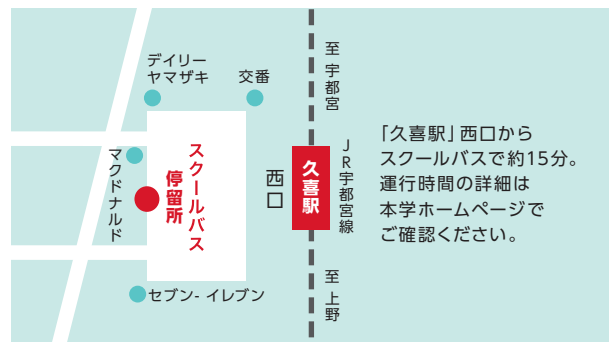 デイリー
ヤマザキ
交番
至 宇都宮
マクドナルド
スクールバス
停留所
西口
久喜駅
JR宇都宮線
「久喜駅」西口から
スクールバスで約15分。
運行時間の詳細は
本学ホームページで
ご確認ください。
セブン‐イレブン
至 上野